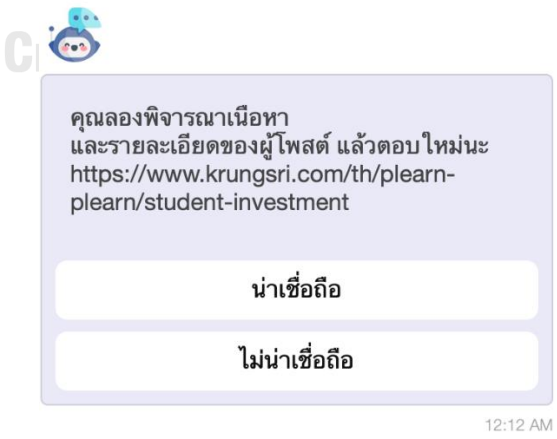 คุณลองพิจารณาเนื้อหา
และรายละเอียดของผู้โพสต์ แล้วตอบใหม่นะ
https://www.krungsri.com/th/plearn-
plearn/student-investment
น่าเชื่อถือ
ไม่น่าเชื่อถือ
12:12 AM